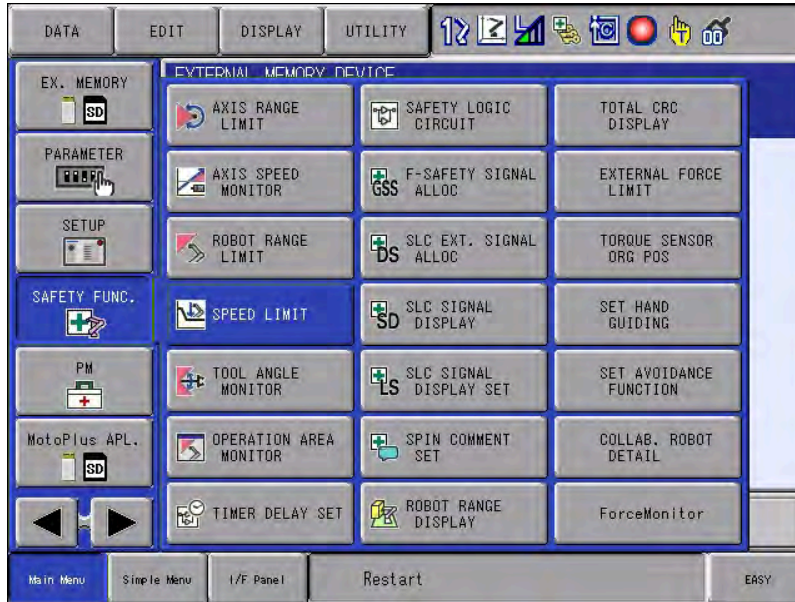 DATA
EDIT
DISPLAY
UTILITY
EX. MEMORY
SD
PARAMETER
SETUP
SAFETY FUNC.
PM
MotoPlus APL.
SD
EXTERNAL MEMORY DEVICE
AXIS RANGE
LIMIT
AXIS SPEED
MONITOR
ROBOT RANGE
LIMIT
SPEED LIMIT
TOOL ANGLE
MONITOR
OPERATION AREA
MONITOR
TIMER DELAY SET
SAFETY LOGIC
CIRCUIT
GSS
F-SAFETY SIGNAL
ALLOC
DS
SLC EXT. SIGNAL
ALLOC
SD
SLC SIGNAL
DISPLAY
LS
SLC SIGNAL
DISPLAY SET
SPIN COMMENT
SET
ROBOT RANGE
DISPLAY
TOTAL CRC
DISPLAY
EXTERNAL FORCE
LIMIT
TORQUE SENSOR
ORG POS
SET HAND
GUIDING
SET AVOIDANCE
FUNCTION
COLLAB. ROBOT
DETAIL
ForceMonitor
Main Menu
Simple Menu
I/F Panel
Restart
EASY